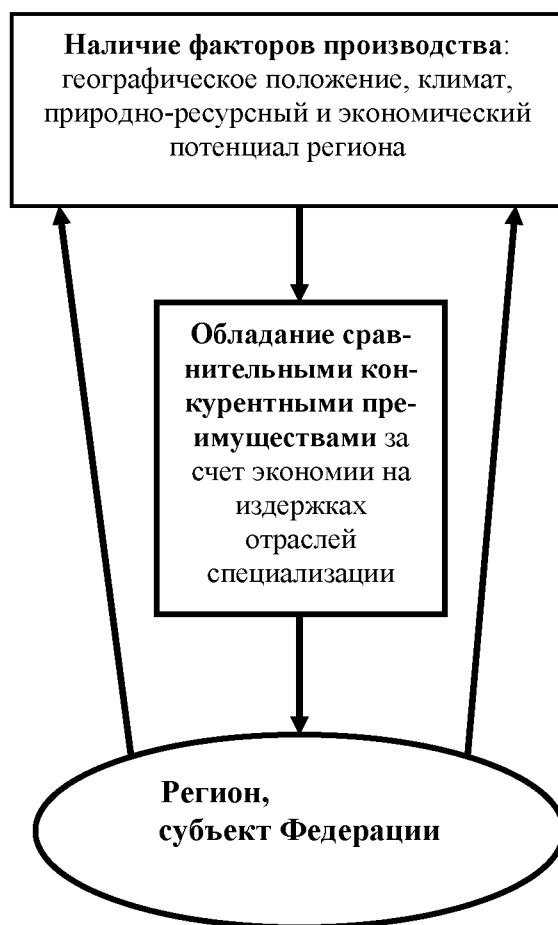 Наличие факторов производства:
географическое положение, климат,
природно-ресурсный и экономический
потенциал региона
Обладание срав-
нительными кон-
курентными пре-
имуществами за
счет экономии на
издержках
отраслей
специализации
Регион,
субъект Федерации